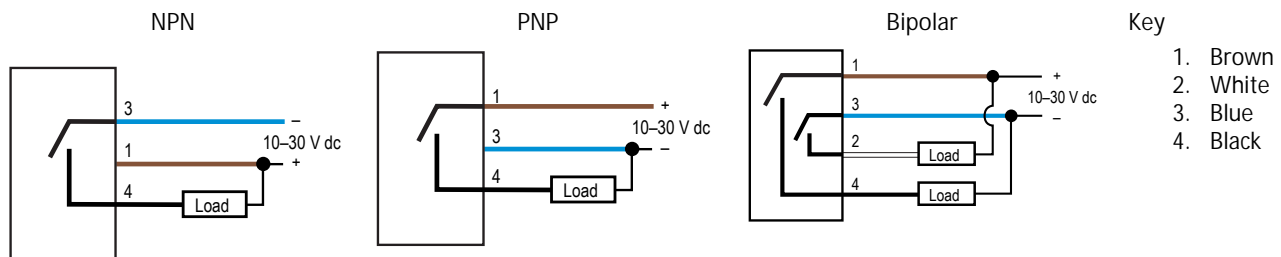 NPN
3
–
10–30 V dc
1
+
4
Load
PNP
1
+
10–30 V dc
3
–
4
Load
Bipolar
1
+
10–30 V dc
3
–
2
Load
4
Load
Key
1. Brown
2. White
3. Blue
4. Black